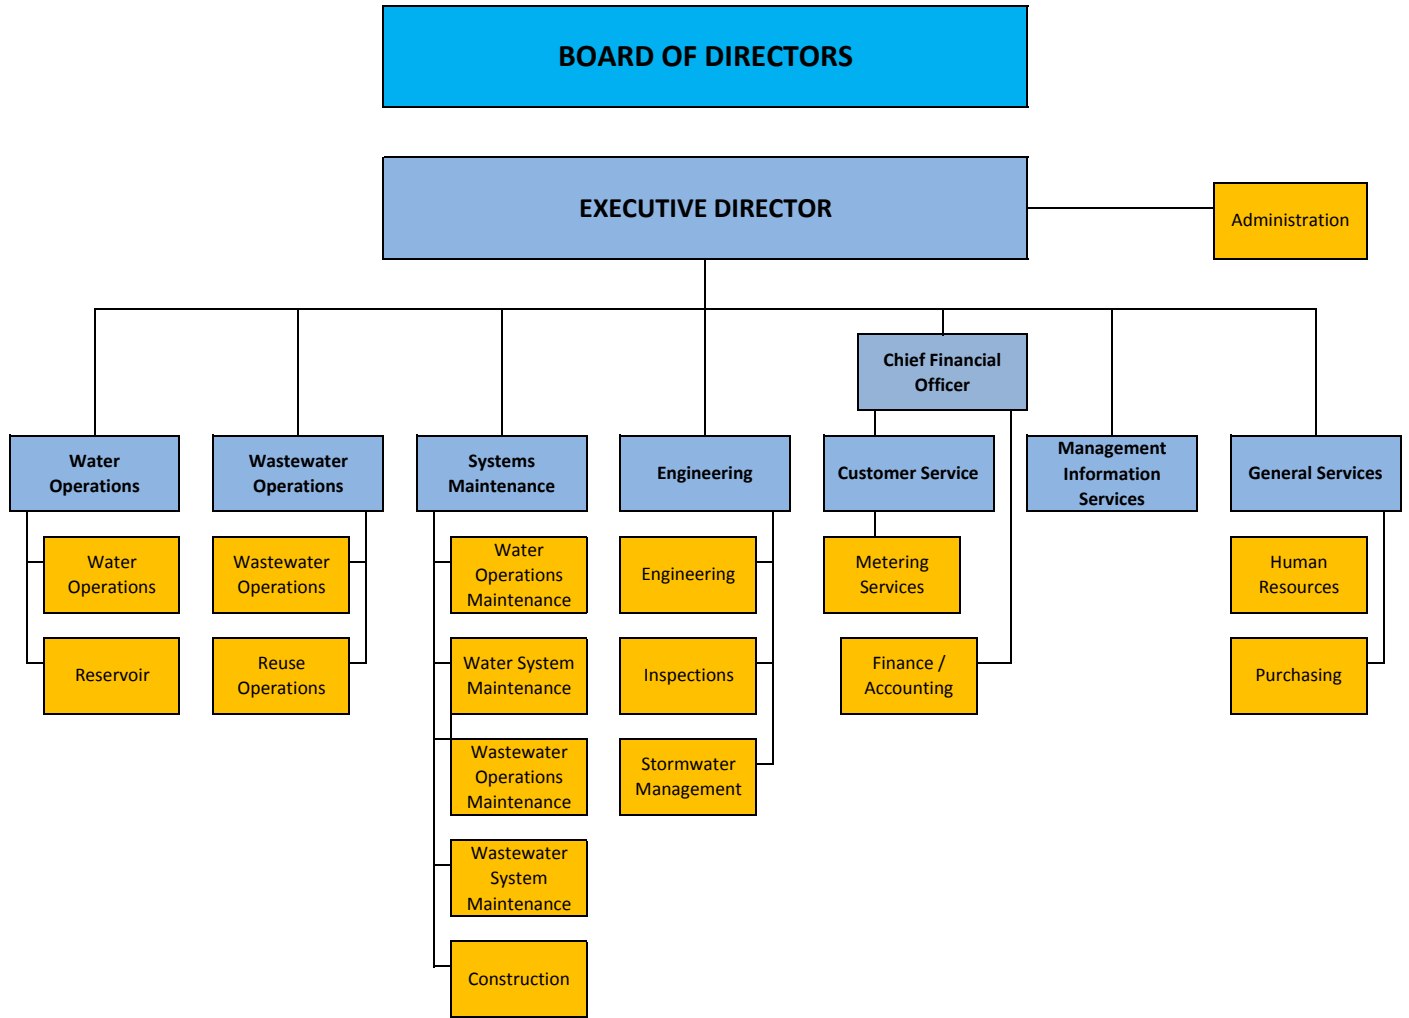 BOARD OF DIRECTORS
EXECUTIVE DIRECTOR
Administration
Chief Financial
Officer
Water
Operations
Wastewater
Operations
Systems
Maintenance
Engineering
Customer Service
Management
Information
Services
General Services
Water
Operations
Wastewater
Operations
Water
Operations
Maintenance
Engineering
Metering
Services
Human
Resources
Reservoir
Reuse
Operations
Water System
Maintenance
Inspections
Finance /
Accounting
Purchasing
Wastewater
Operations
Maintenance
Stormwater
Management
Wastewater
System
Maintenance
Construction